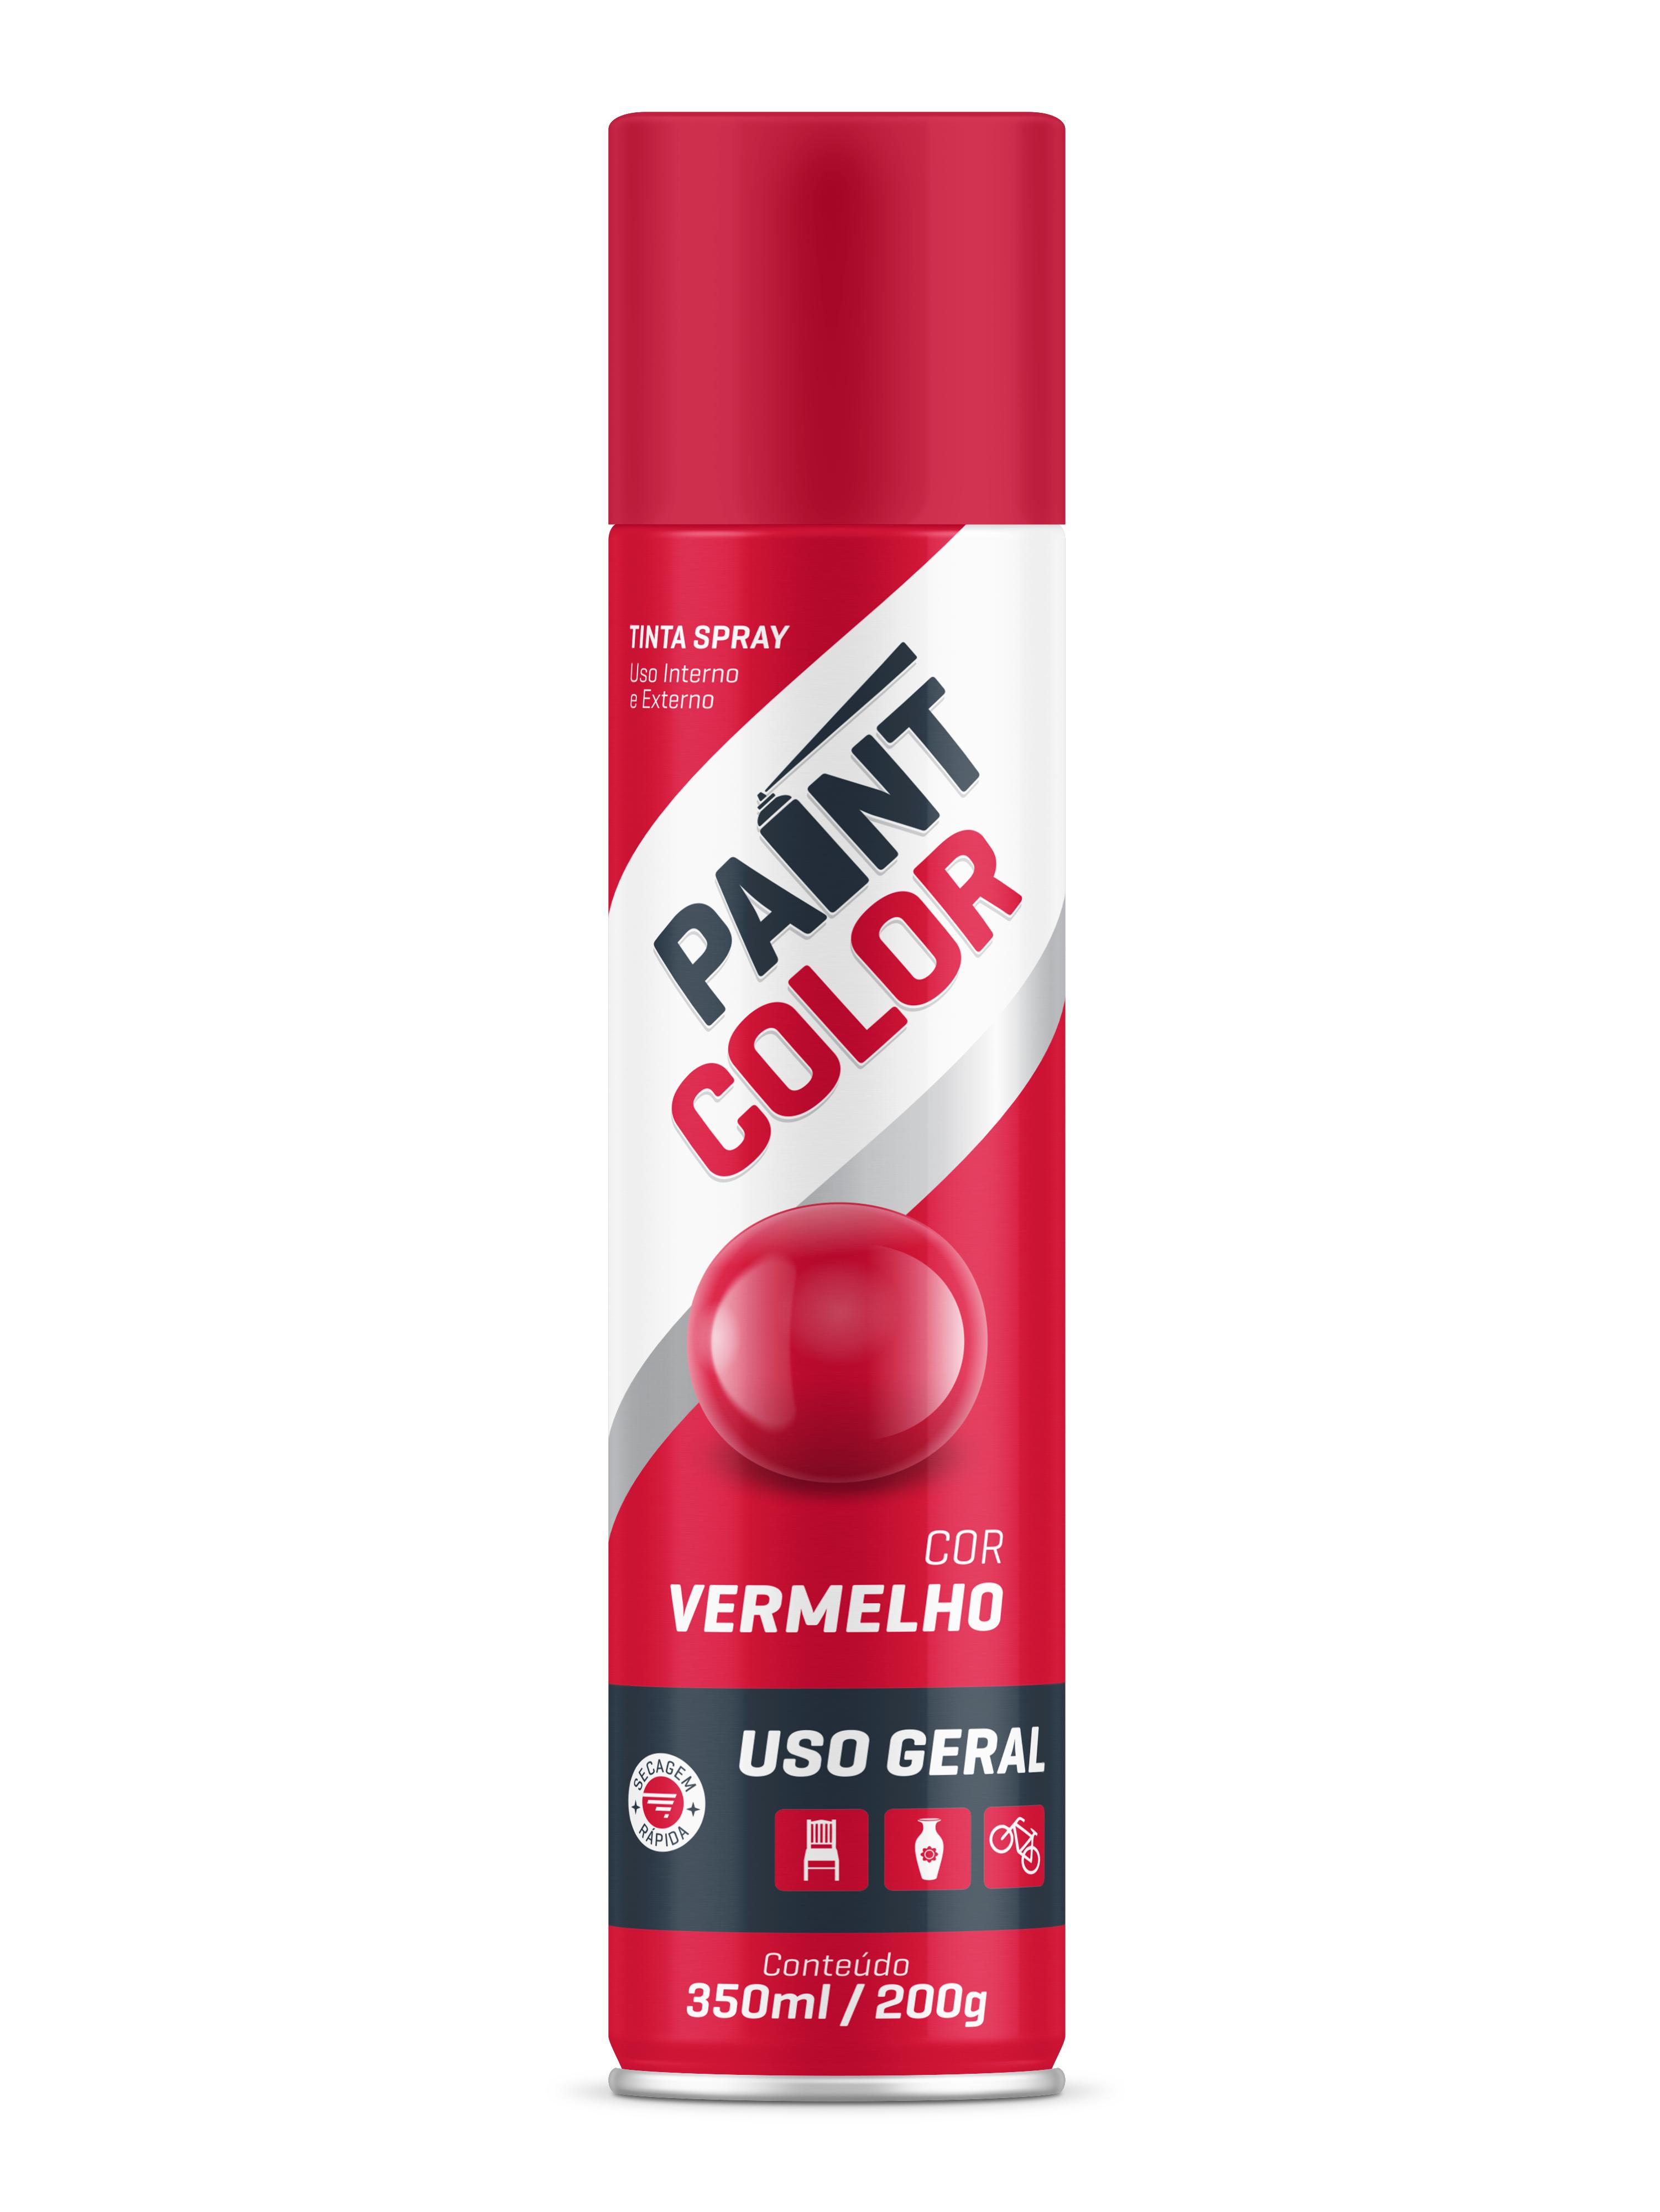 TINTA SPRAY
Uso Interno
e Externo
PAINT
COLOR
COR
VERMELHO
USO GERAL
SECAGEM
RÁPIDA
Conteúdo
350ml / 200g